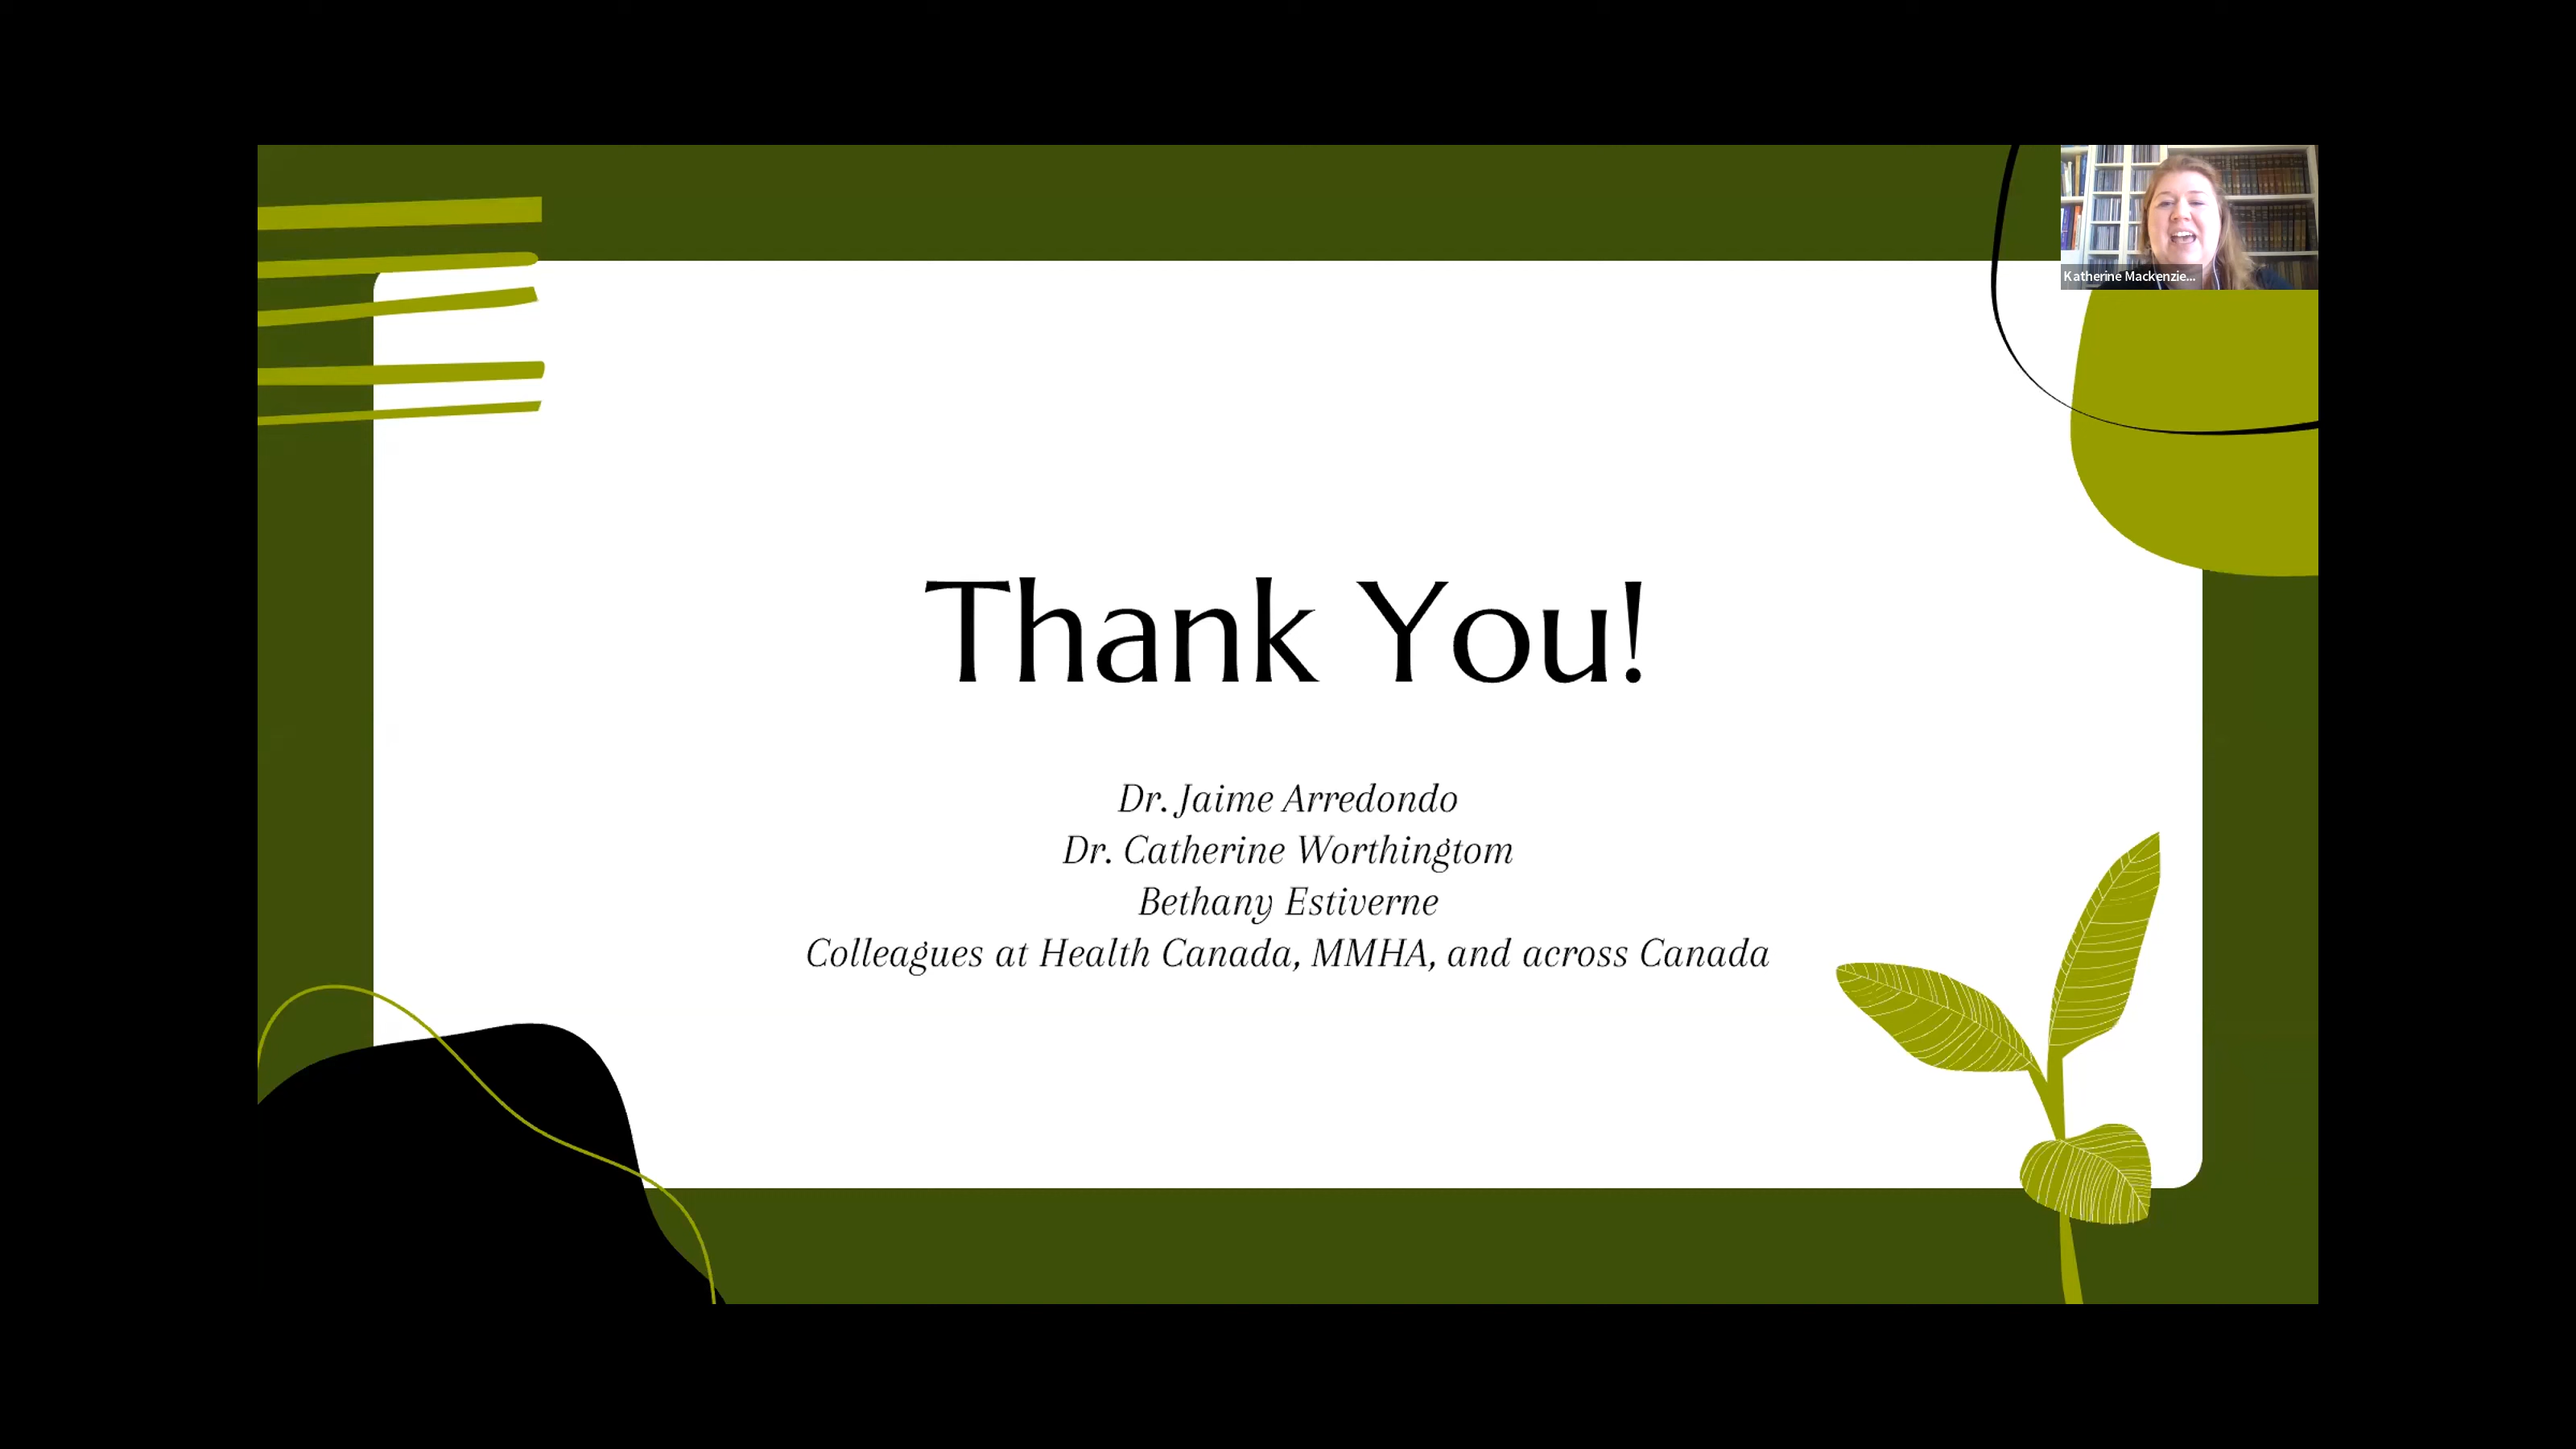 Katherine Mackenzie...
Thank You!
Dr. Jaime Arredondo
Dr. Catherine Worthingtom
Bethany Estiverne
Colleagues at Health Canada, MMHA, and across Canada